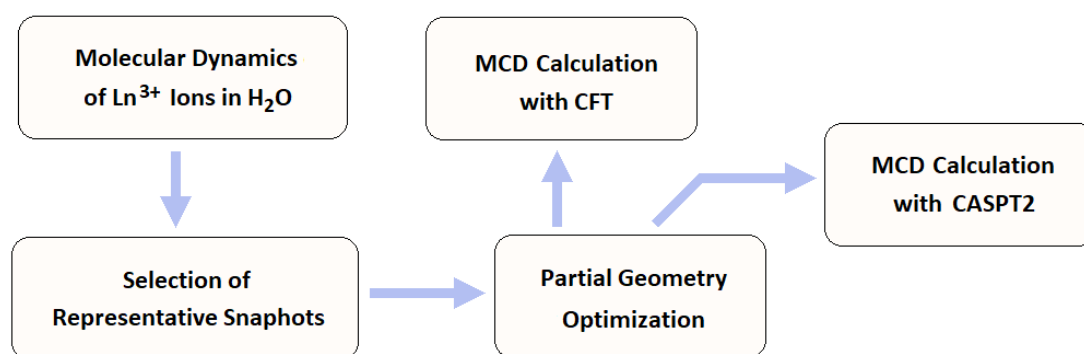 Molecular Dynamics
of Ln³⁺ Ions in H₂O
MCD Calculation
with CFT
MCD Calculation
with CASPT2
Selection of
Representative Snaphots
Partial Geometry
Optimization